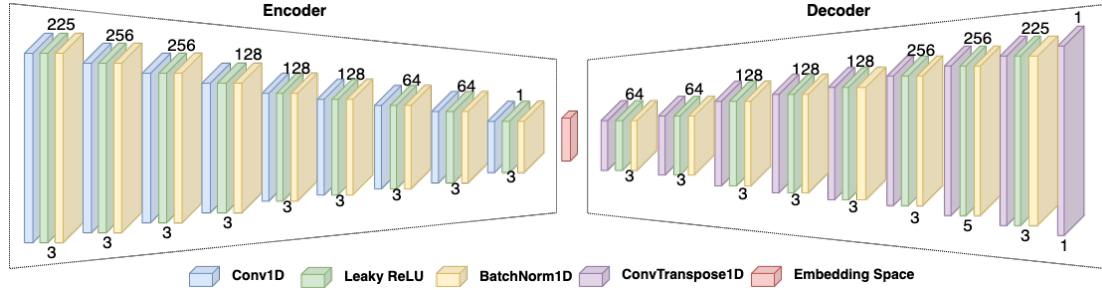 Encoder
Decoder
225 256 256 128 128 128 64 64 1
64 64 128 128 128 256 256 225 1
3 3 3 3 3 3 3 3 3
3 3 3 3 3 3 5 3 1
Conv1D Leaky ReLU BatchNorm1D ConvTranspose1D Embedding Space